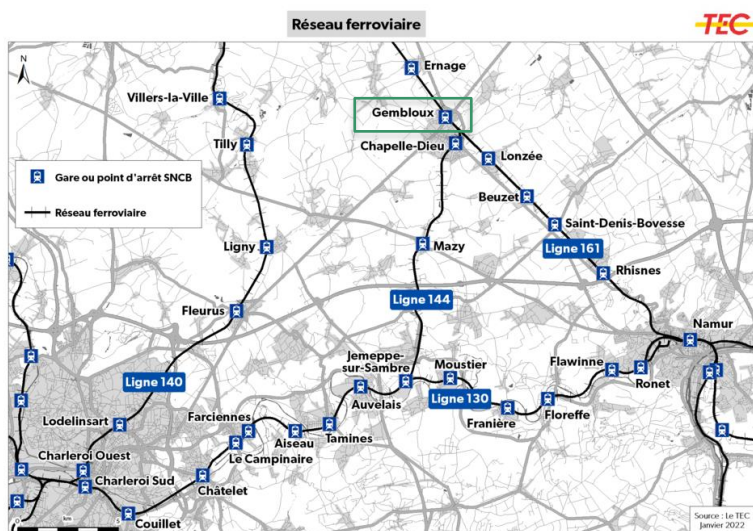 Réseau ferroviaire
TEC
N
Ernage
Villers-la-Ville
Gembloux
Tilly
Chapelle-Dieu
Lonzée
Gare ou point d'arrêt SNCB
Beuzet
Réseau ferroviaire
Saint-Denis-Bovesse
Ligny
Mazy
Ligne 161
Rhisnes
Ligne 144
Fleurus
Namur
Jemeppe-
sur-Sambre
Moustier
Flawinne
Ligne 140
Ronet
Auvelais
Ligne 130
Lodelinsart
Farciennes
Franière
Floreffe
Aiseau
Tamines
Charleroi Ouest
Le Campinaire
Charleroi Sud
Châtelet
Couillet
0
km
5
Source : Le TEC
Janvier 2022